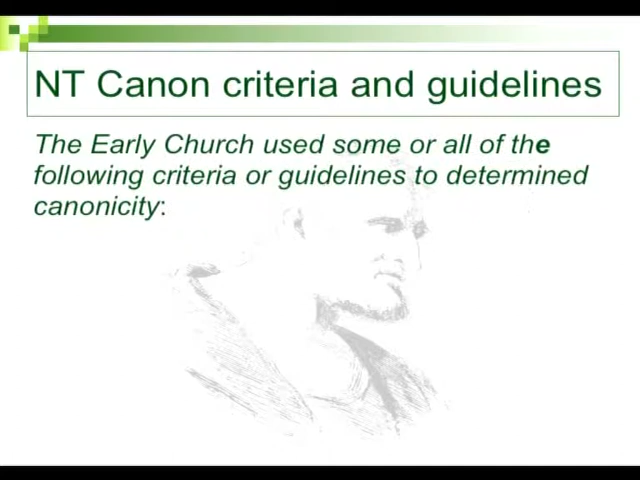 NT Canon criteria and guidelines
The Early Church used some or all of the
following criteria or guidelines to determined
canonicity: